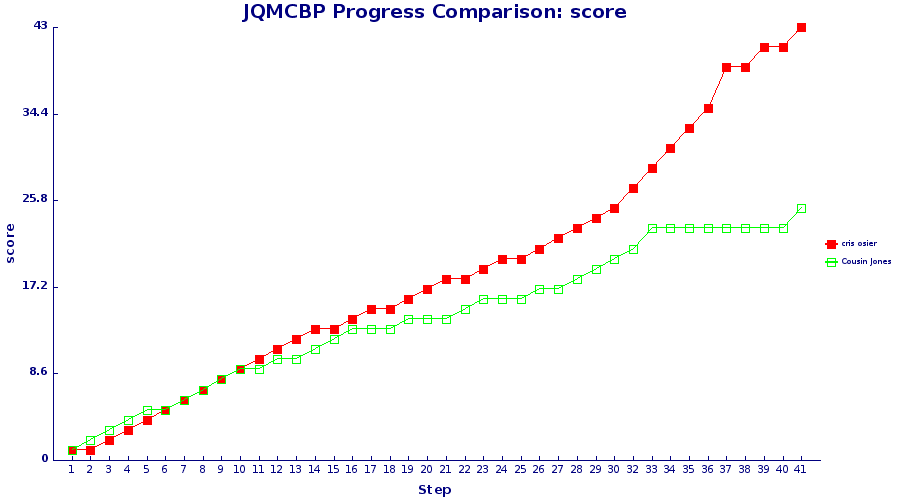 JQMCBP Progress Comparison: score
43
34.4
25.8
17.2
8.6
0
score
cris osier
Cousin Jones
1 2 3 4 5 6 7 8 9 10 11 12 13 14 15 16 17 18 19 20 21 22 23 24 25 26 27 28 29 30 32 33 34 35 36 37 38 39 40 41
Step